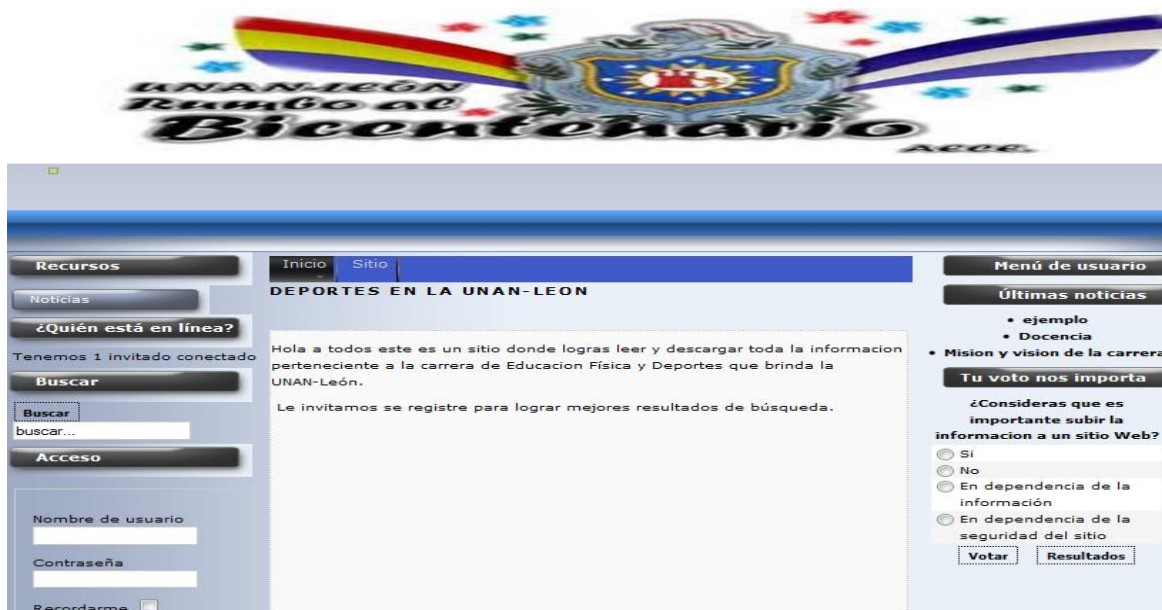 UNAN-LEÓN
Rumbo al
Bicentenario
AECE.
Recursos
Noticias
¿Quién está en línea?
Tenemos 1 invitado conectado
Buscar
Buscar
buscar...
Acceso
Nombre de usuario
Contraseña
Recordarme
Inicio
Sitio
DEPORTES EN LA UNAN-LEON
Hola a todos este es un sitio donde logras leer y descargar toda la informacion
perteneciente a la carrera de Educacion Física y Deportes que brinda la
UNAN-León.
Le invitamos se registre para lograr mejores resultados de búsqueda.
Menú de usuario
Últimas noticias
• ejemplo
• Docencia
• Mision y vision de la carrera
Tu voto nos importa
¿Consideras que es
importante subir la
informacion a un sitio Web?
Si
No
En dependencia de la
información
En dependencia de la
seguridad del sitio
Votar
Resultados